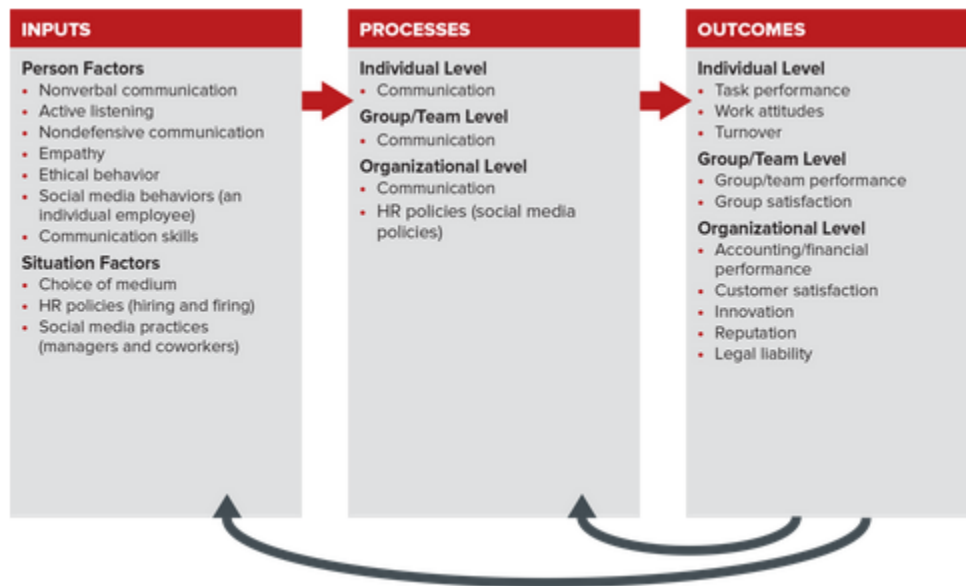 INPUTS
Person Factors
• Nonverbal communication
• Active listening
• Nondefensive communication
• Empathy
• Ethical behavior
• Social media behaviors (an
individual employee)
• Communication skills
Situation Factors
• Choice of medium
• HR policies (hiring and firing)
• Social media practices
(managers and coworkers)
PROCESSES
Individual Level
• Communication
Group/Team Level
• Communication
Organizational Level
• Communication
• HR policies (social media
policies)
OUTCOMES
Individual Level
• Task performance
• Work attitudes
• Turnover
Group/Team Level
• Group/team performance
• Group satisfaction
Organizational Level
• Accounting/financial
performance
• Customer satisfaction
• Innovation
• Reputation
• Legal liability